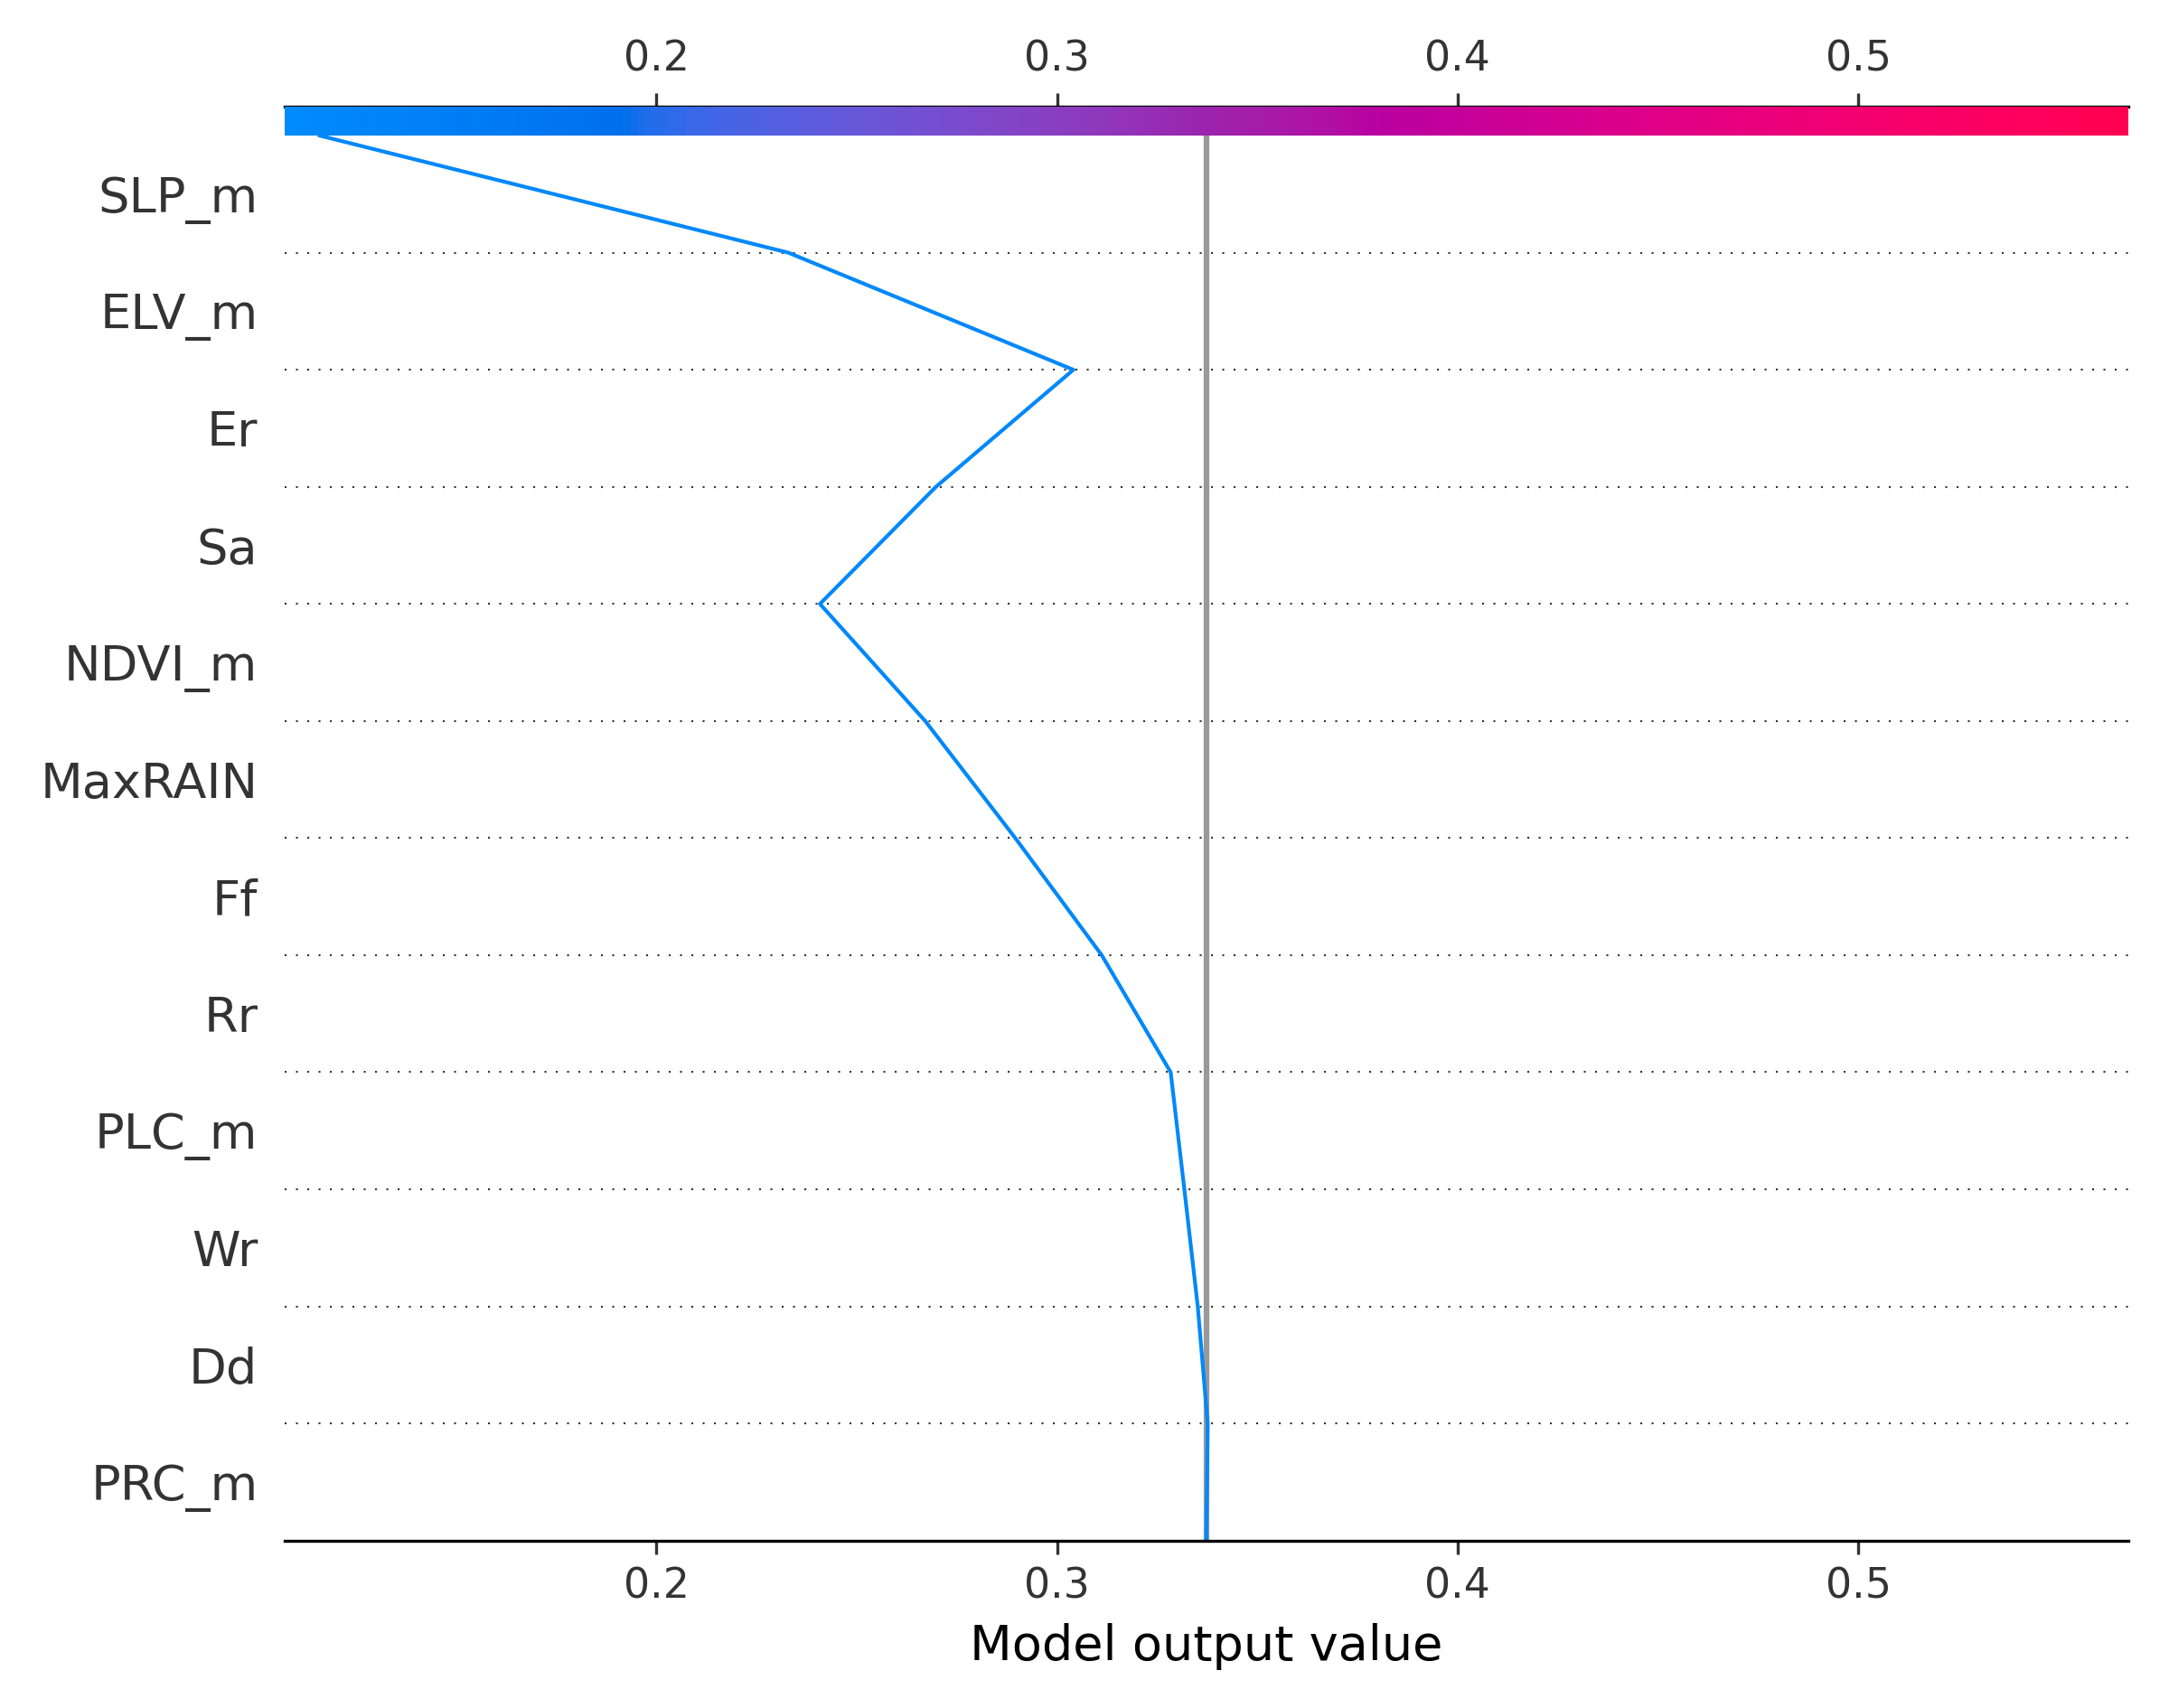 0.2 0.3 0.4 0.5
SLP_m
ELV_m
Er
Sa
NDVI_m
MaxRAIN
Ff
Rr
PLC_m
Wr
Dd
PRC_m
0.2 0.3 0.4 0.5
Model output value